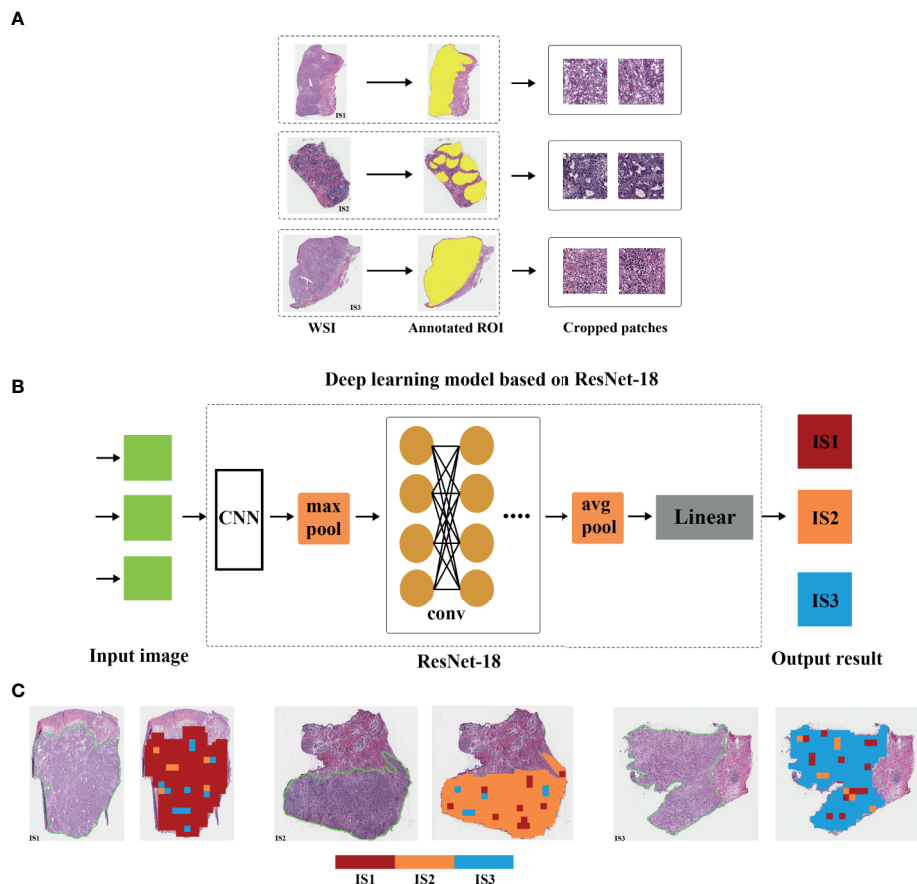 A
IS1
IS2
IS3
WSI Annotated ROI Cropped patches
B
Deep learning model based on ResNet-18
CNN
max
pool
conv
avg
pool
Linear
IS1
IS2
IS3
Input image
ResNet-18
Output result
C
IS1
IS2
IS3
IS1 IS2 IS3